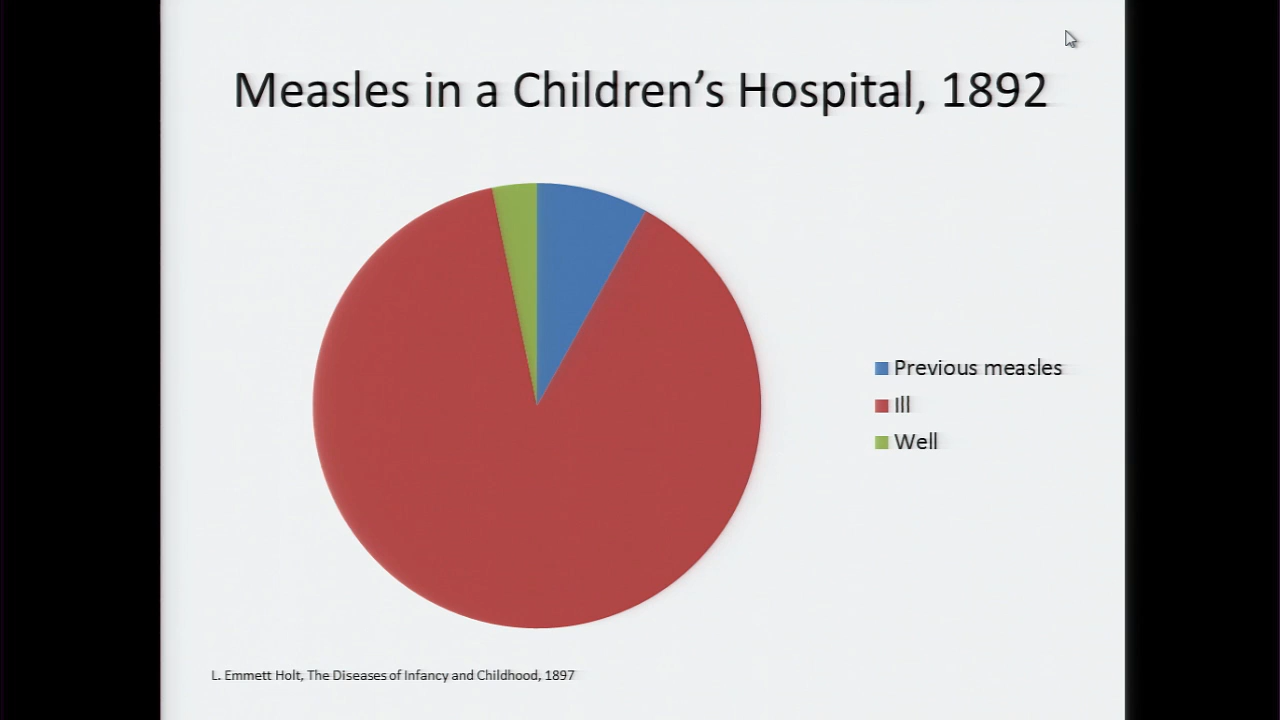 Measles in a Children's Hospital, 1892
Previous measles
Ill
Well
L. Emmett Holt, The Diseases of Infancy and Childhood, 1897